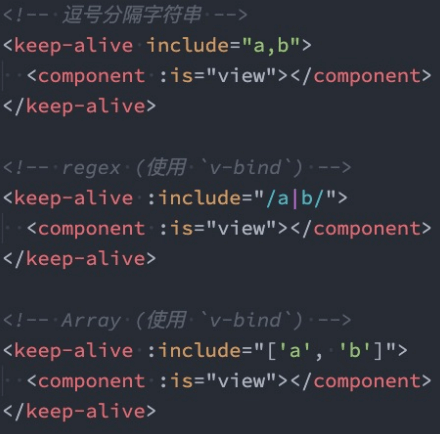 <!-- 逗号分隔字符串 -->
<keep-alive include="a,b">
  <component :is="view"></component>
</keep-alive>

<!-- regex (使用 `v-bind`) -->
<keep-alive :include="/a|b/">
  <component :is="view"></component>
</keep-alive>

<!-- Array (使用 `v-bind`) -->
<keep-alive :include="['a', 'b']">
  <component :is="view"></component>
</keep-alive>